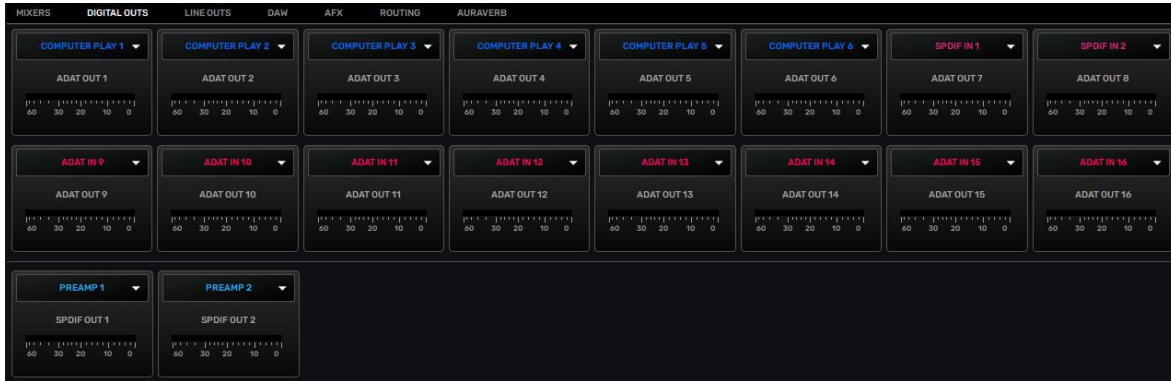 MIXERS DIGITAL OUTS LINE OUTS DAW AFX ROUTING AURAVERB
COMPUTER PLAY 1 COMPUTER PLAY 2 COMPUTER PLAY 3 COMPUTER PLAY 4 COMPUTER PLAY 5 COMPUTER PLAY 6 SPDIF IN 1 SPDIF IN 2
ADAT OUT 1 ADAT OUT 2 ADAT OUT 3 ADAT OUT 4 ADAT OUT 5 ADAT OUT 6 ADAT OUT 7 ADAT OUT 8
60 30 20 10 0 60 30 20 10 0 60 30 20 10 0 60 30 20 10 0 60 30 20 10 0 60 30 20 10 0 60 30 20 10 0 60 30 20 10 0
ADAT IN 9 ADAT IN 10 ADAT IN 11 ADAT IN 12 ADAT IN 13 ADAT IN 14 ADAT IN 15 ADAT IN 16
ADAT OUT 9 ADAT OUT 10 ADAT OUT 11 ADAT OUT 12 ADAT OUT 13 ADAT OUT 14 ADAT OUT 15 ADAT OUT 16
60 30 20 10 0 60 30 20 10 0 60 30 20 10 0 60 30 20 10 0 60 30 20 10 0 60 30 20 10 0 60 30 20 10 0 60 30 20 10 0
PREAMP 1 PREAMP 2
SPDIF OUT 1 SPDIF OUT 2
60 30 20 10 0 60 30 20 10 0